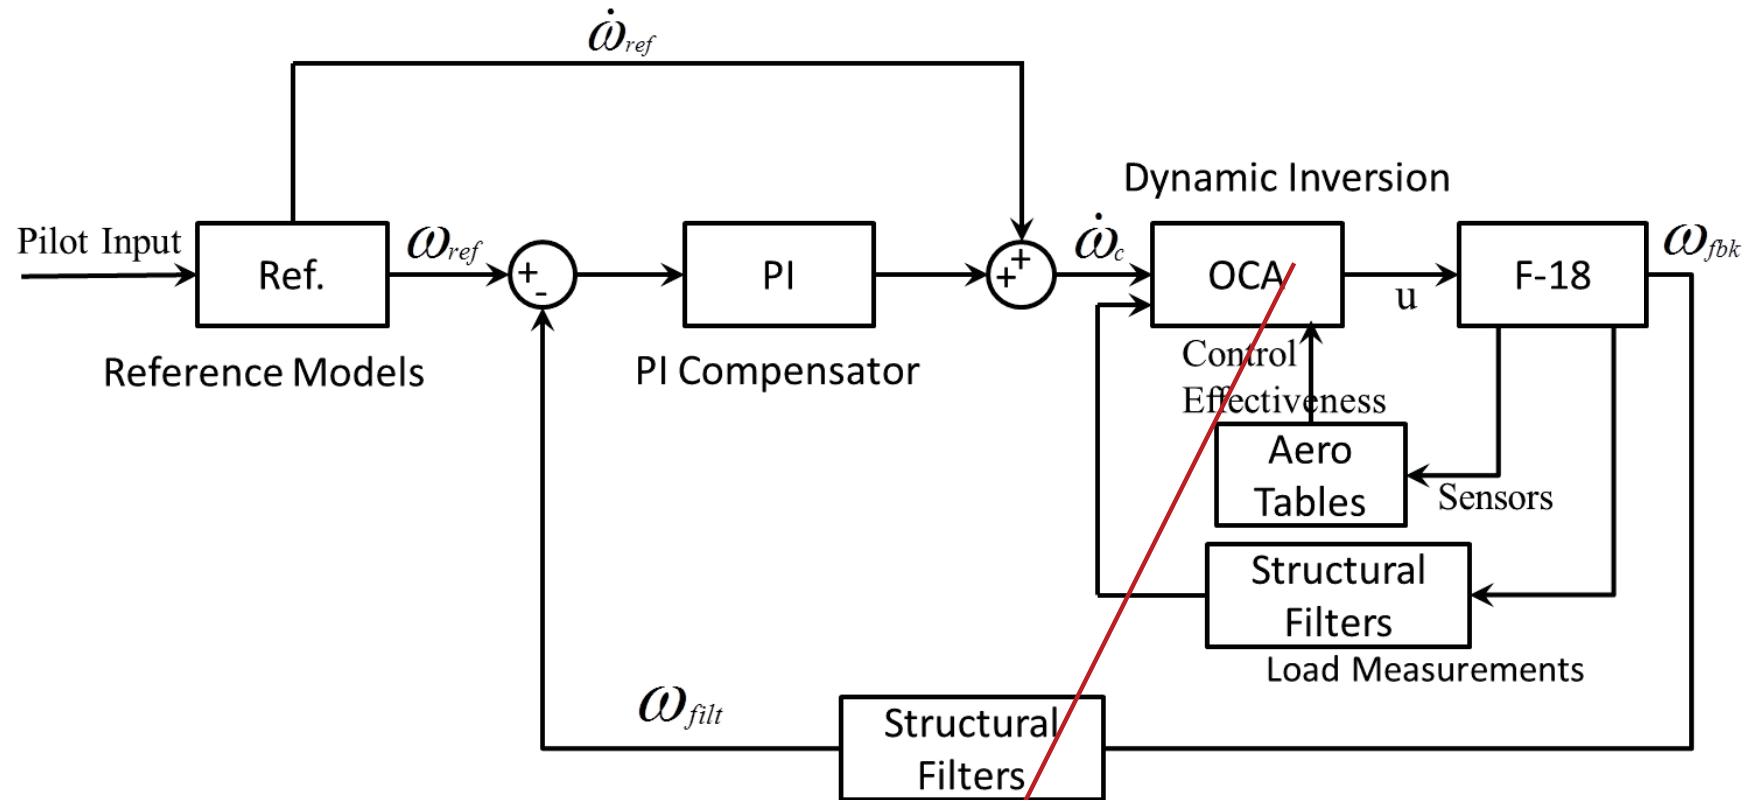 ω̇ref
Dynamic Inversion
Pilot Input
Ref.
ωref
+
-
PI
+
+
ω̇c
OCA
u
F-18
ωfbk
Reference Models
PI Compensator
Control
Effectiveness
Aero
Tables
Sensors
Structural
Filters
Load Measurements
ωfilt
Structural
Filters